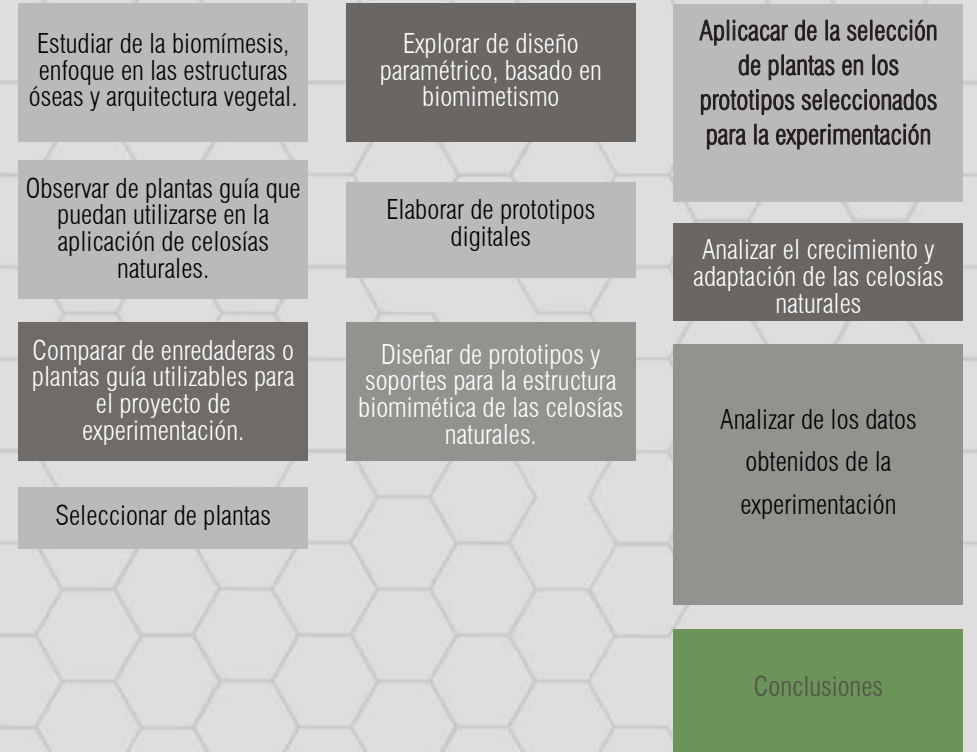 Estudiar de la biomímesis,
enfoque en las estructuras
óseas y arquitectura vegetal.
Observar de plantas guía que
puedan utilizarse en la
aplicación de celosías
naturales.
Comparar de enredaderas o
plantas guía utilizables para
el proyecto de
experimentación.
Seleccionar de plantas
Explorar de diseño
paramétrico, basado en
biomimetismo
Elaborar de prototipos
digitales
Diseñar de prototipos y
soportes para la estructura
biomimética de las celosías
naturales.
Aplicacar de la selección
de plantas en los
prototipos seleccionados
para la experimentación
Analizar el crecimiento y
adaptación de las celosías
naturales
Analizar de los datos
obtenidos de la
experimentación
Conclusiones